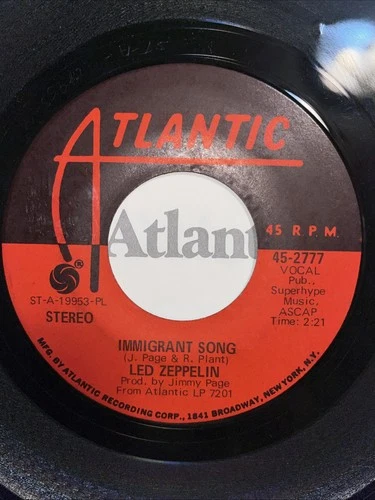 ATLANTIC
Atlant
45 R.P.M.
45-2777
VOCAL
Pub.,
Superhype
Music,
ASCAP
Time: 2:21
ST-A-19953-PL
STEREO
IMMIGRANT SONG
(J. Page & R. Plant)
LED ZEPPELIN
Prod. by Jimmy Page
From Atlantic LP 7201
MFG. BY ATLANTIC RECORDING CORP., 1841 BROADWAY, NEW YORK, N.Y.